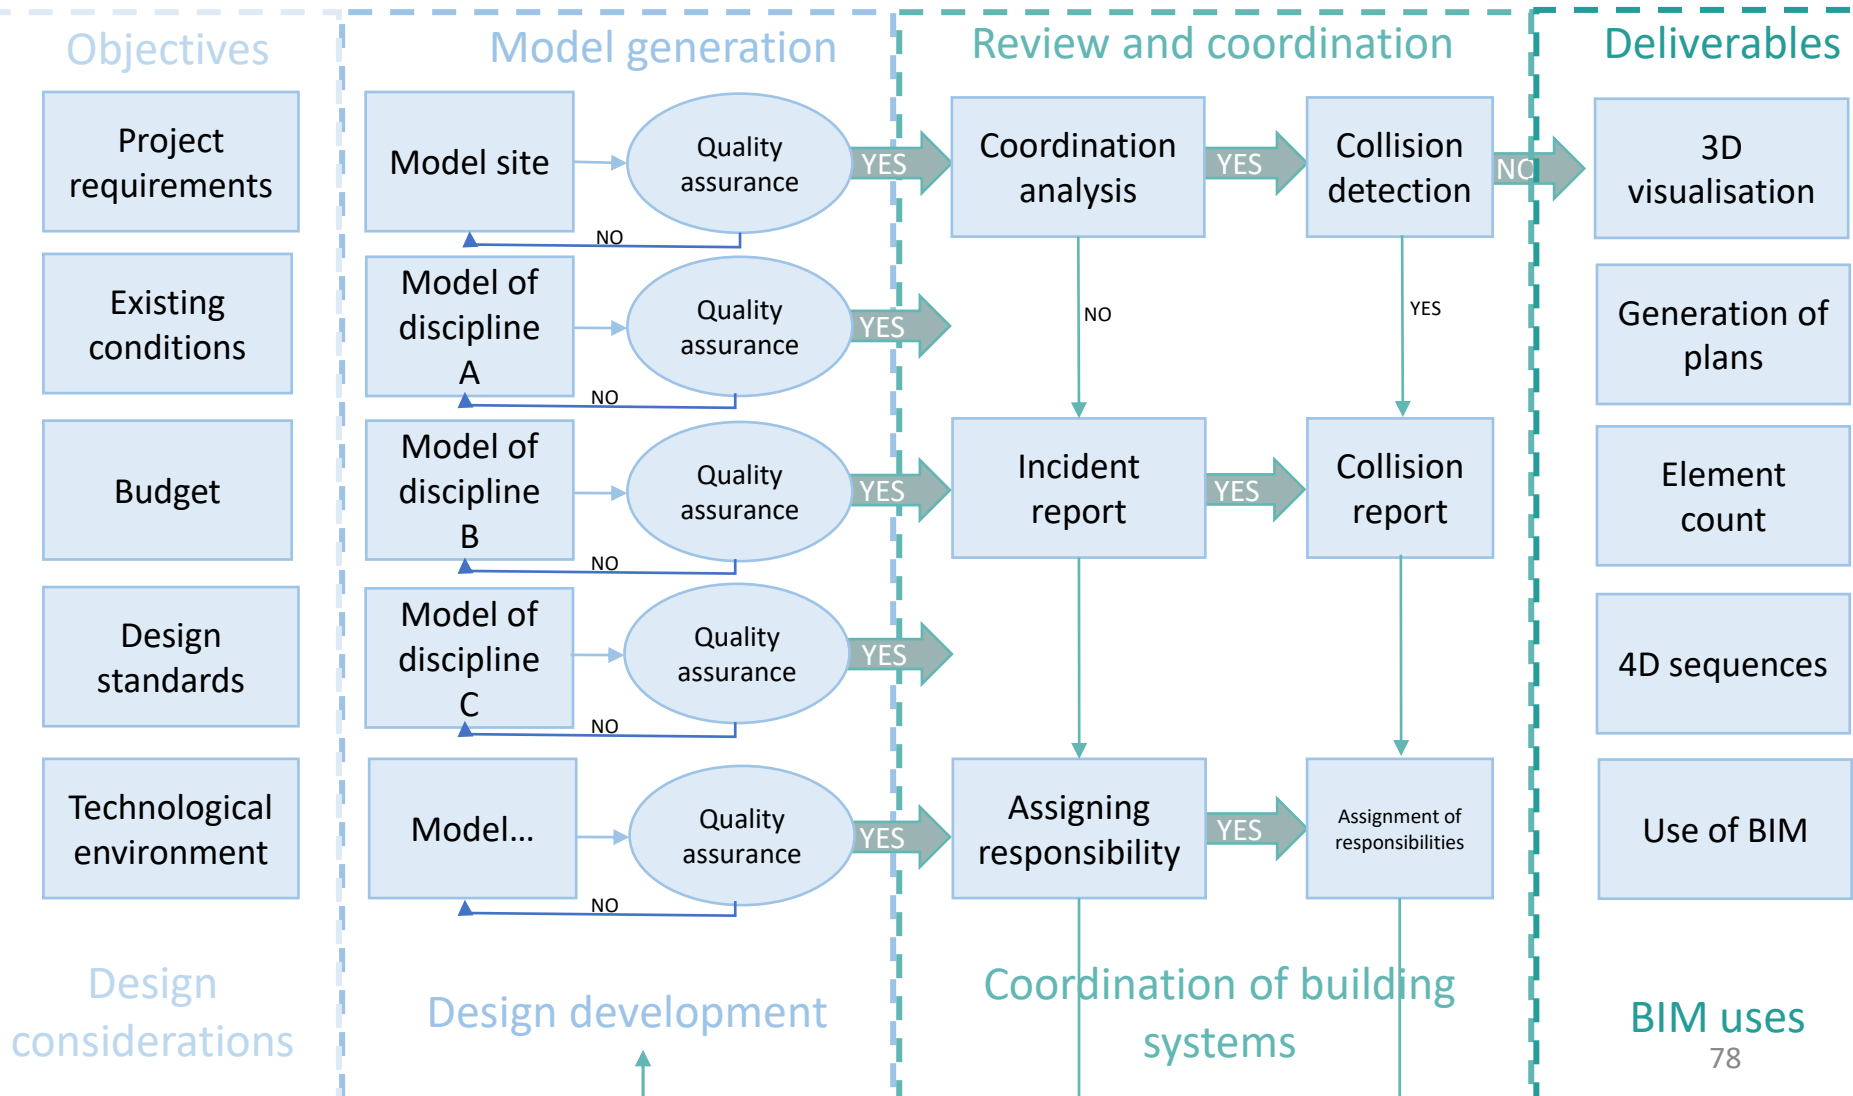 Objectives
Project
requirements
Existing
conditions
Budget
Design
standards
Technological
environment
Design
considerations
Model generation
Model site
Quality
assurance
YES
NO
Model of
discipline
A
Quality
assurance
YES
NO
Model of
discipline
B
Quality
assurance
YES
NO
Model of
discipline
C
Quality
assurance
YES
NO
Model...
Quality
assurance
YES
NO
Design development
Review and coordination
Coordination
analysis
YES
Collision
detection
NO
NO
YES
Incident
report
YES
Collision
report
Assigning
responsibility
YES
Assignment of
responsibilities
Coordination of building
systems
Deliverables
3D
visualisation
Generation of
plans
Element
count
4D sequences
Use of BIM
BIM uses
78